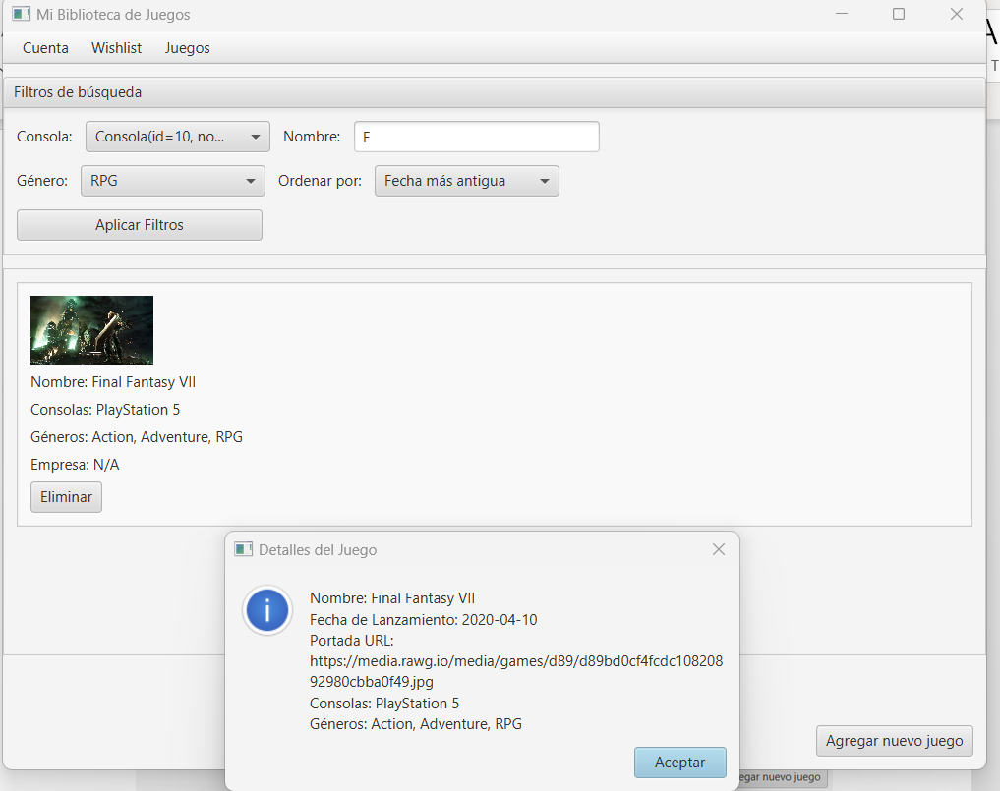 Mi Biblioteca de Juegos
Cuenta Wishlist Juegos
Filtros de búsqueda
Consola: Consola(id=10, no... Nombre: F
Género: RPG Ordenar por: Fecha más antigua
Aplicar Filtros
Nombre: Final Fantasy VII
Consolas: PlayStation 5
Géneros: Action, Adventure, RPG
Empresa: N/A
Eliminar
Detalles del Juego
Nombre: Final Fantasy VII
Fecha de Lanzamiento: 2020-04-10
Portada URL:
https://media.rawg.io/media/games/d89/d89bd0cf4fcdc108208
92980cbba0f49.jpg
Consolas: PlayStation 5
Géneros: Action, Adventure, RPG
Aceptar
Agregar nuevo juego
egar nuevo juego